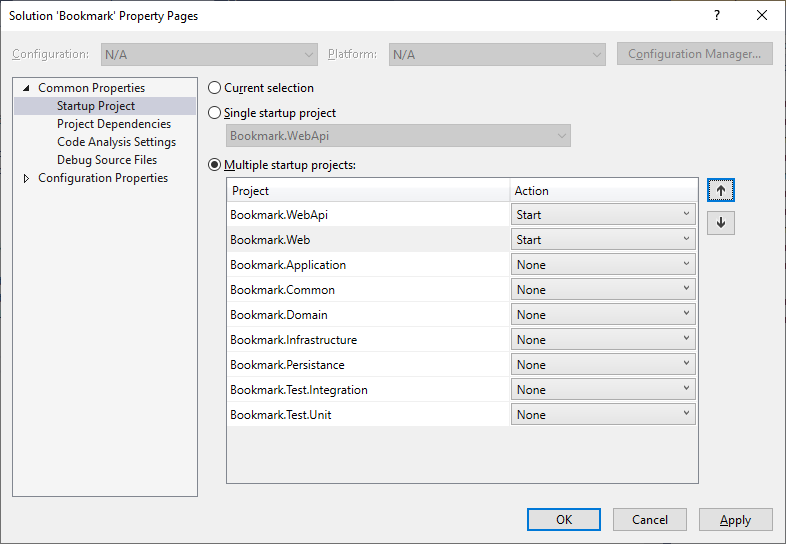 Solution 'Bookmark' Property Pages
?
Configuration: N/A Platform: N/A Configuration Manager...
Common Properties
Startup Project
Project Dependencies
Code Analysis Settings
Debug Source Files
Configuration Properties
Current selection
Single startup project
Bookmark.WebApi
Multiple startup projects:
Project Action
Bookmark.WebApi Start
Bookmark.Web Start
Bookmark.Application None
Bookmark.Common None
Bookmark.Domain None
Bookmark.Infrastructure None
Bookmark.Persistance None
Bookmark.Test.Integration None
Bookmark.Test.Unit None
OK Cancel Apply